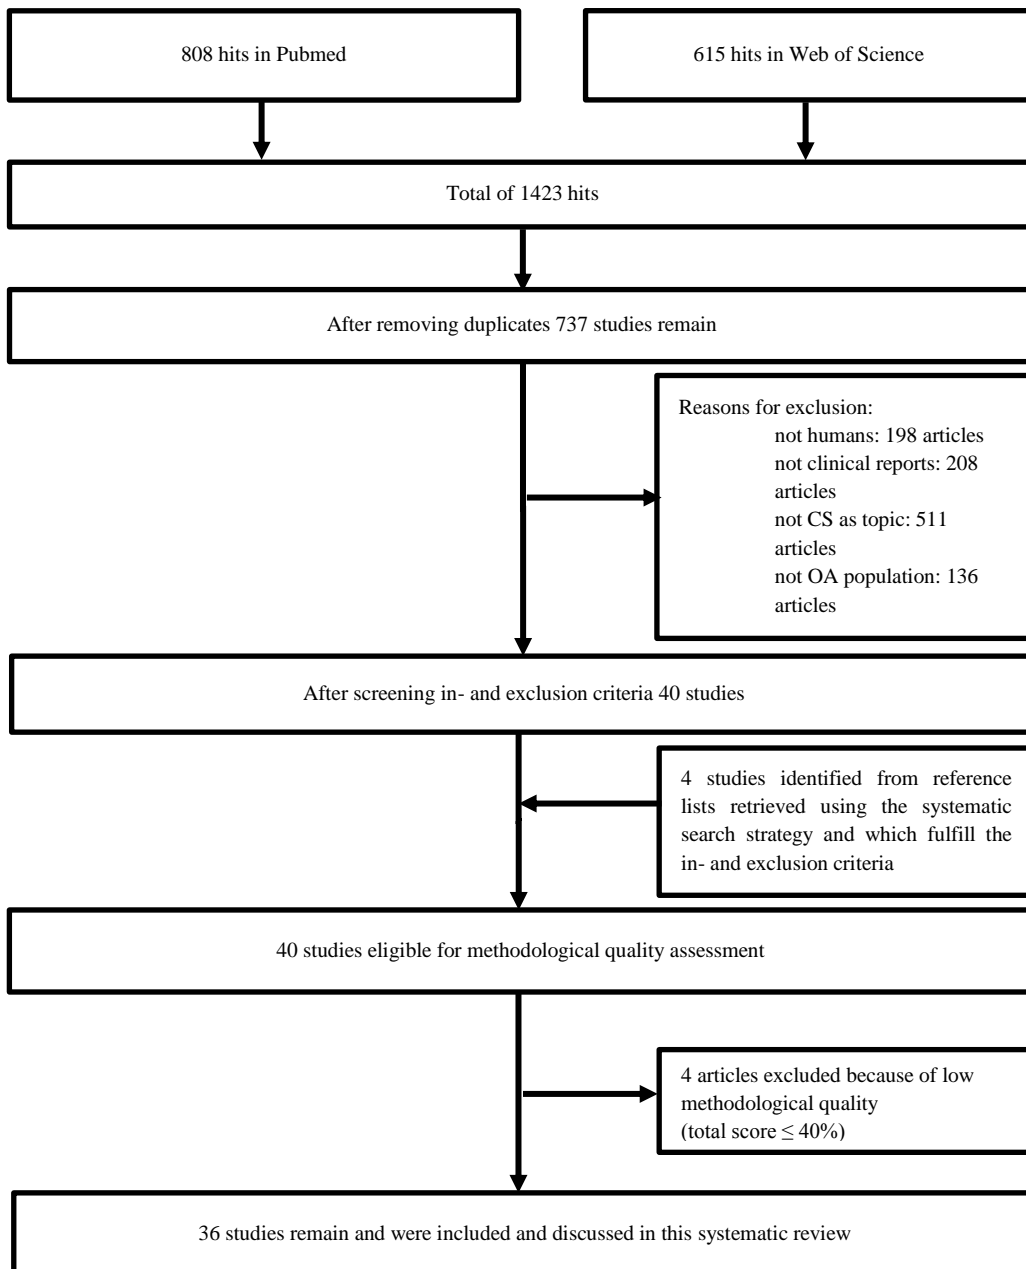 808 hits in Pubmed
615 hits in Web of Science
Total of 1423 hits
After removing duplicates 737 studies remain
Reasons for exclusion:
not humans: 198 articles
not clinical reports: 208
articles
not CS as topic: 511
articles
not OA population: 136
articles
After screening in- and exclusion criteria 40 studies
4 studies identified from reference
lists retrieved using the systematic
search strategy and which fulfill the
in- and exclusion criteria
40 studies eligible for methodological quality assessment
4 articles excluded because of low
methodological quality
(total score ≤ 40%)
36 studies remain and were included and discussed in this systematic review